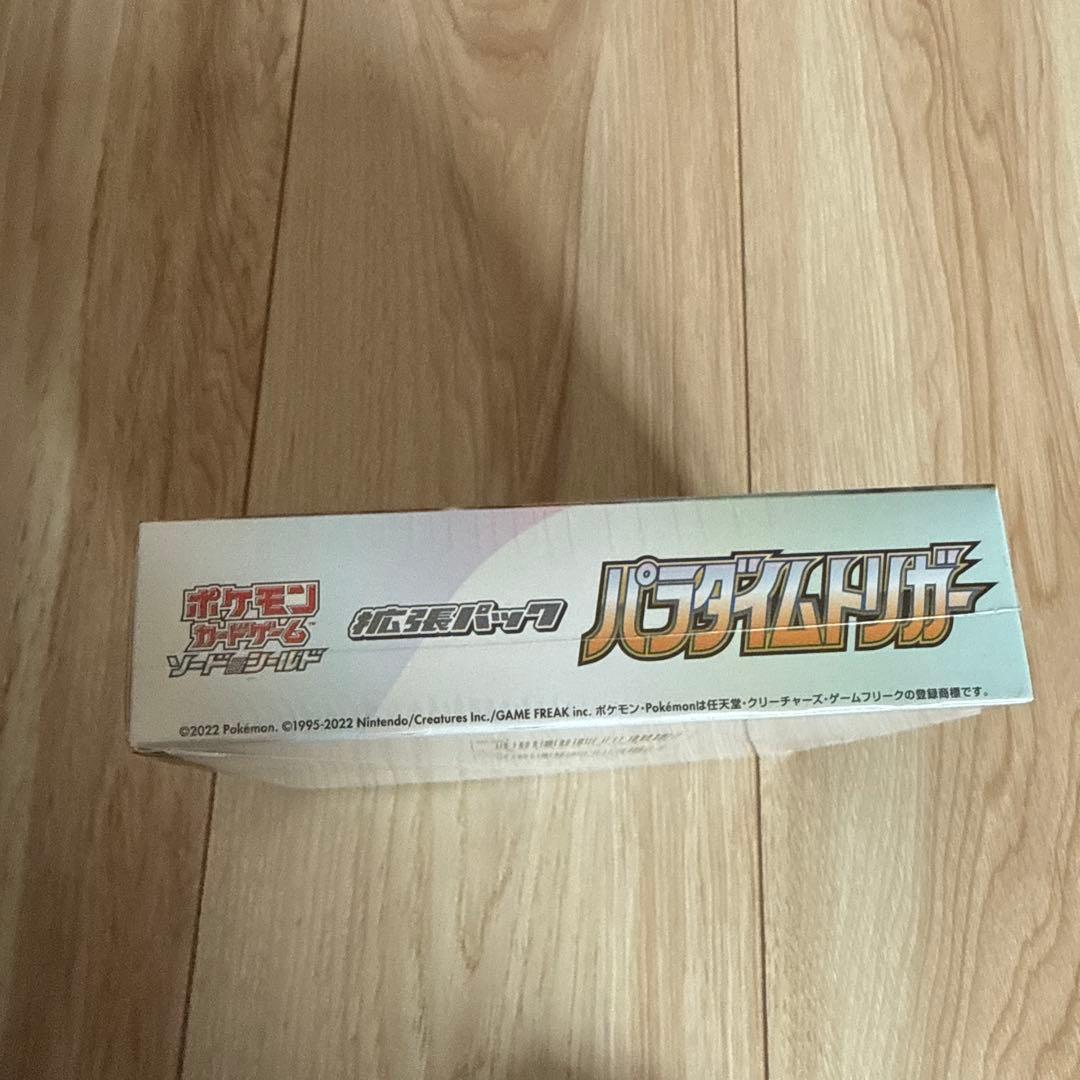 ポケモン
カードゲーム™
ソード&シールド
拡張パック
パラダイムトリガー
©2022 Pokémon. ©1995-2022 Nintendo/Creatures Inc./GAME FREAK inc. ポケモン・Pokémonは任天堂・クリーチャーズ・ゲームフリークの登録商標です。